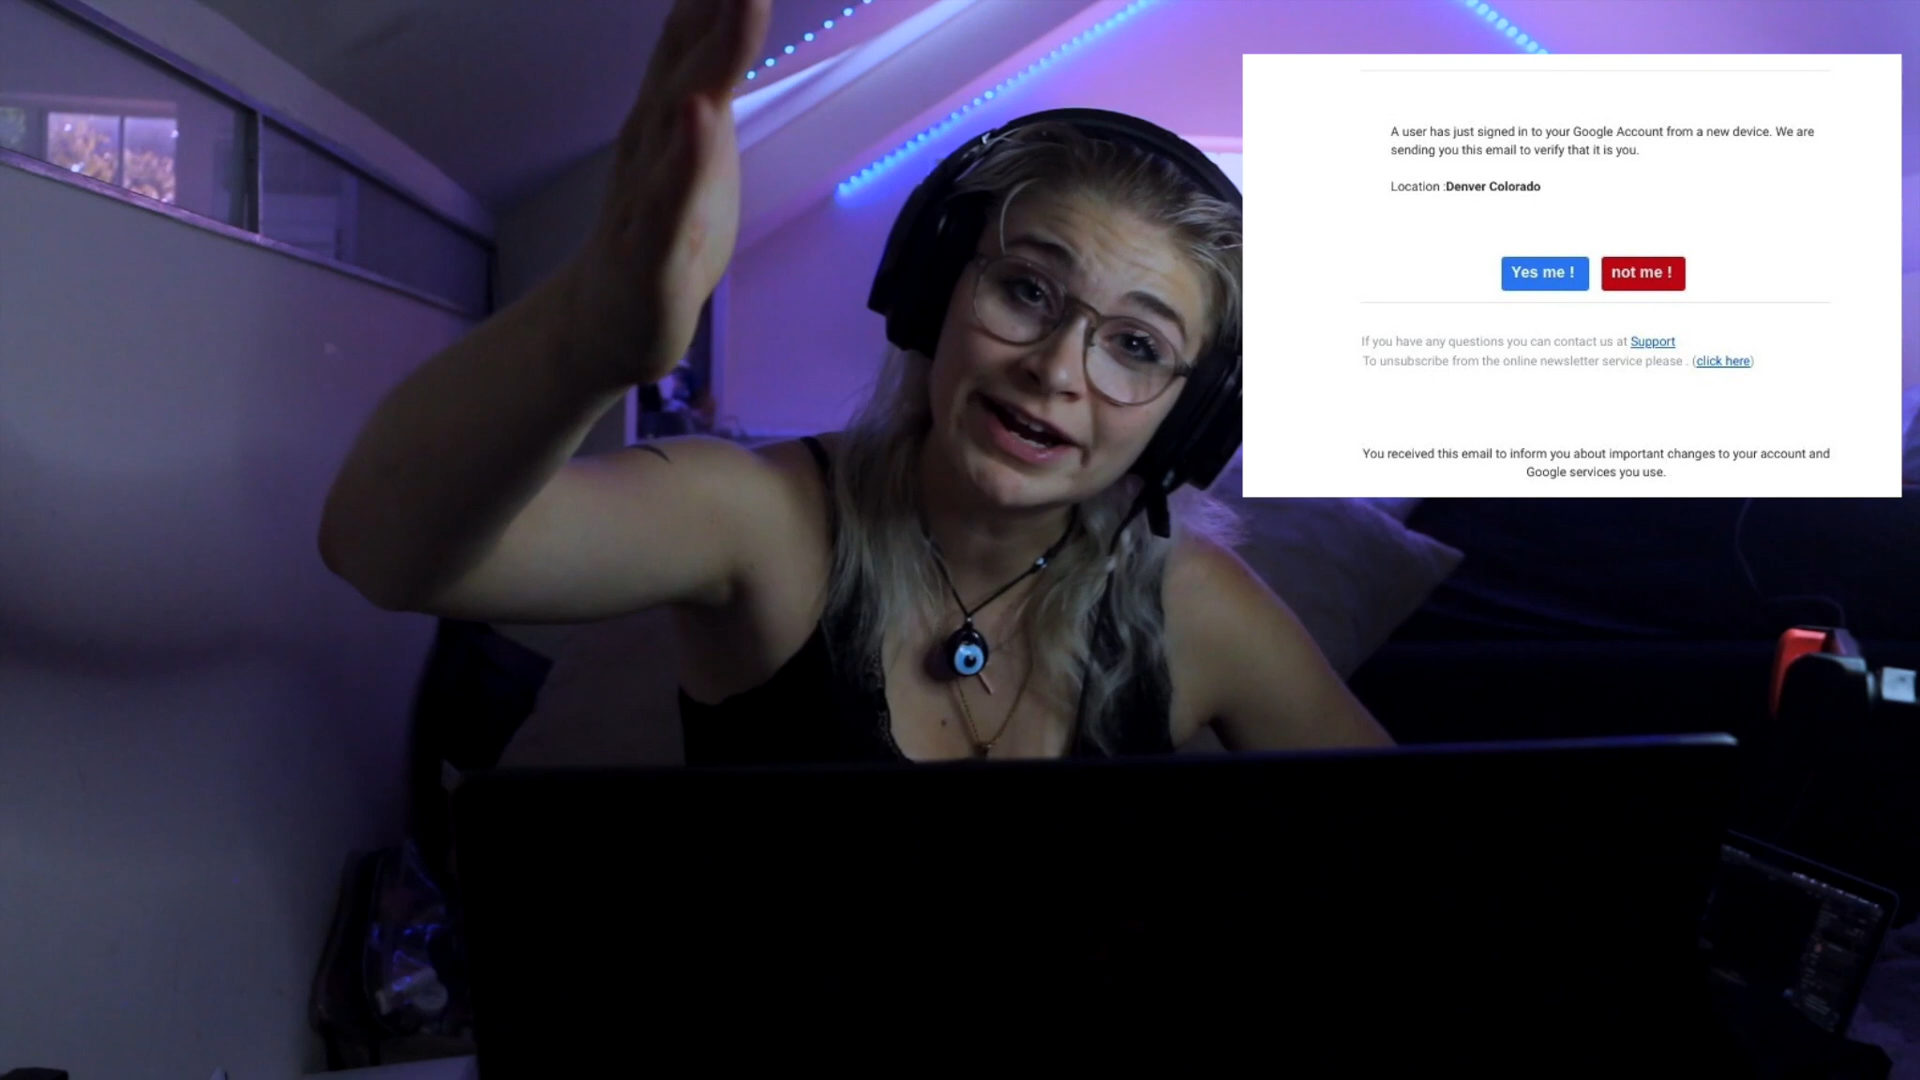 A user has just signed in to your Google Account from a new device. We are
sending you this email to verify that it is you.
Location :Denver Colorado
Yes me !
not me !
If you have any questions you can contact us at Support
To unsubscribe from the online newsletter service please . (click here)
You received this email to inform you about important changes to your account and
Google services you use.